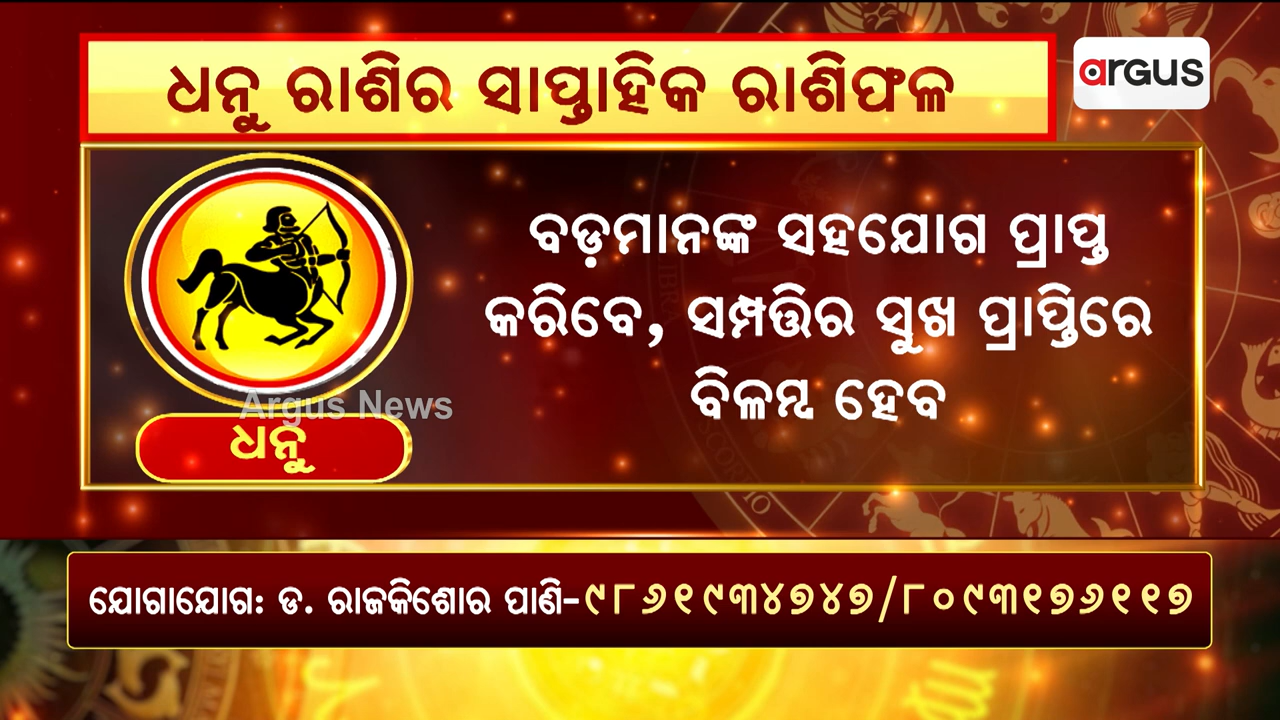 ଧନୁ ରାଶିର ସାପ୍ତାହିକ ରାଶିଫଳ
argus
ବଡ଼ମାନଙ୍କ ସହଯୋଗ ପ୍ରାପ୍ତ
କରିବେ, ସମ୍ପତ୍ତିର ସୁଖ ପ୍ରାପ୍ତିରେ
ବିଳମ୍ବ ହେବ
Argus News
ଧନୁ
ଯୋଗାଯୋଗ: ଡ. ରାଜକିଶୋର ପାଣି-୯୮୬୧୯୩୪୭୪୭/୮୦୯୩୧୭୬୧୧୭